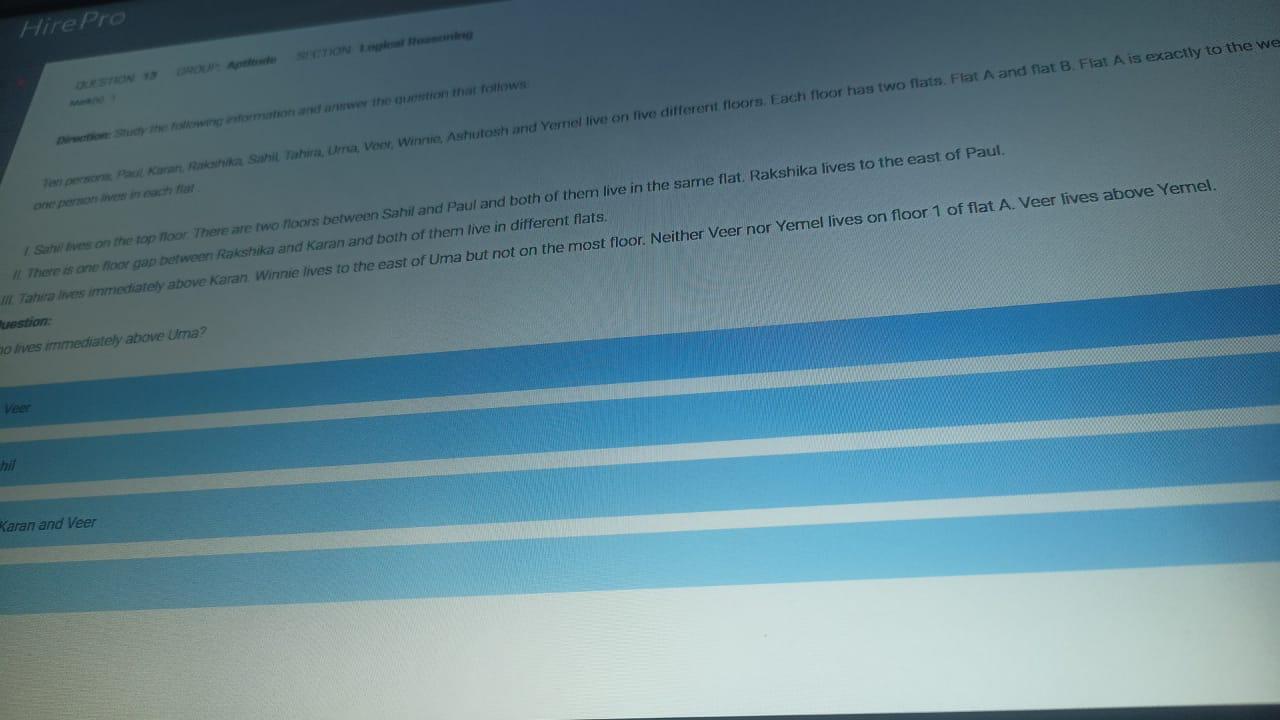 HirePro
QUESTION 13 GROUP: Aptitude SECTION Logical Reasoning
Direction: Study the following information and answer the question that follows
Ten persons, Paul, Karan, Rakshika, Sahil, Tahira, Uma, Veer, Winnie, Ashutosh and Yemel live on five different floors. Each floor has two flats. Flat A and flat B. Flat A is exactly to the we
one person lives in each flat
I. Sahil lives on the top floor. There are two floors between Sahil and Paul and both of them live in the same flat. Rakshika lives to the east of Paul.
II. There is one floor gap between Rakshika and Karan and both of them live in different flats.
III. Tahira lives immediately above Karan. Winnie lives to the east of Uma but not on the most floor. Neither Veer nor Yemel lives on floor 1 of flat A. Veer lives above Yemel.
uestion:
o lives immediately above Uma?
Veer
hil
Karan and Veer